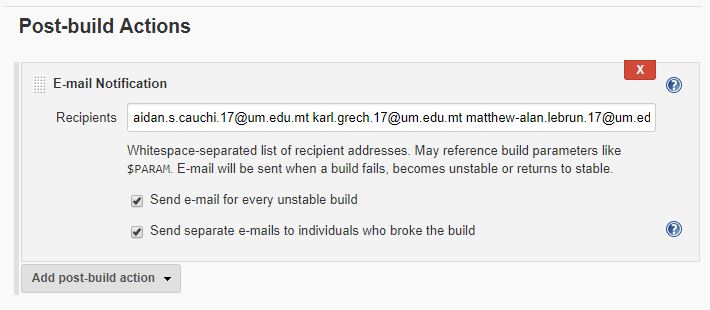 Post-build Actions
X
E-mail Notification
?
Recipients
aidan.s.cauchi.17@um.edu.mt karl.grech.17@um.edu.mt matthew-alan.lebrun.17@um.ed
Whitespace-separated list of recipient addresses. May reference build parameters like
$PARAM. E-mail will be sent when a build fails, becomes unstable or returns to stable.
Send e-mail for every unstable build
Send separate e-mails to individuals who broke the build
?
Add post-build action